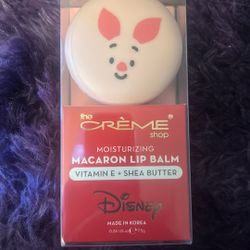 the
CRÈME
shop
MOISTURIZING
MACARON LIP BALM
VITAMIN E + SHEA BUTTER
Disney
MADE IN KOREA